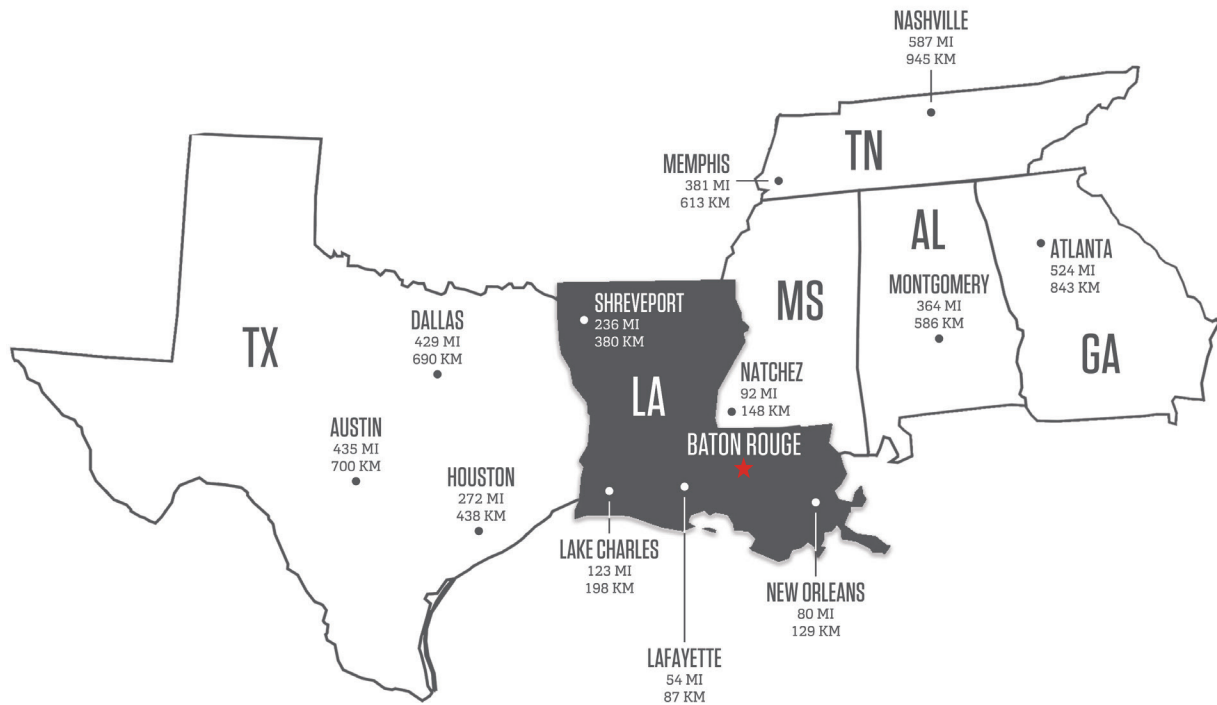 NASHVILLE
587 MI
945 KM
TN
MEMPHIS
381 MI
613 KM
AL
ATLANTA
524 MI
843 KM
MONTGOMERY
364 MI
586 KM
MS
GA
SHREVEPORT
236 MI
380 KM
DALLAS
429 MI
690 KM
TX
LA
NATCHEZ
92 MI
148 KM
AUSTIN
435 MI
700 KM
BATON ROUGE
HOUSTON
272 MI
438 KM
LAKE CHARLES
123 MI
198 KM
NEW ORLEANS
80 MI
129 KM
LAFAYETTE
54 MI
87 KM